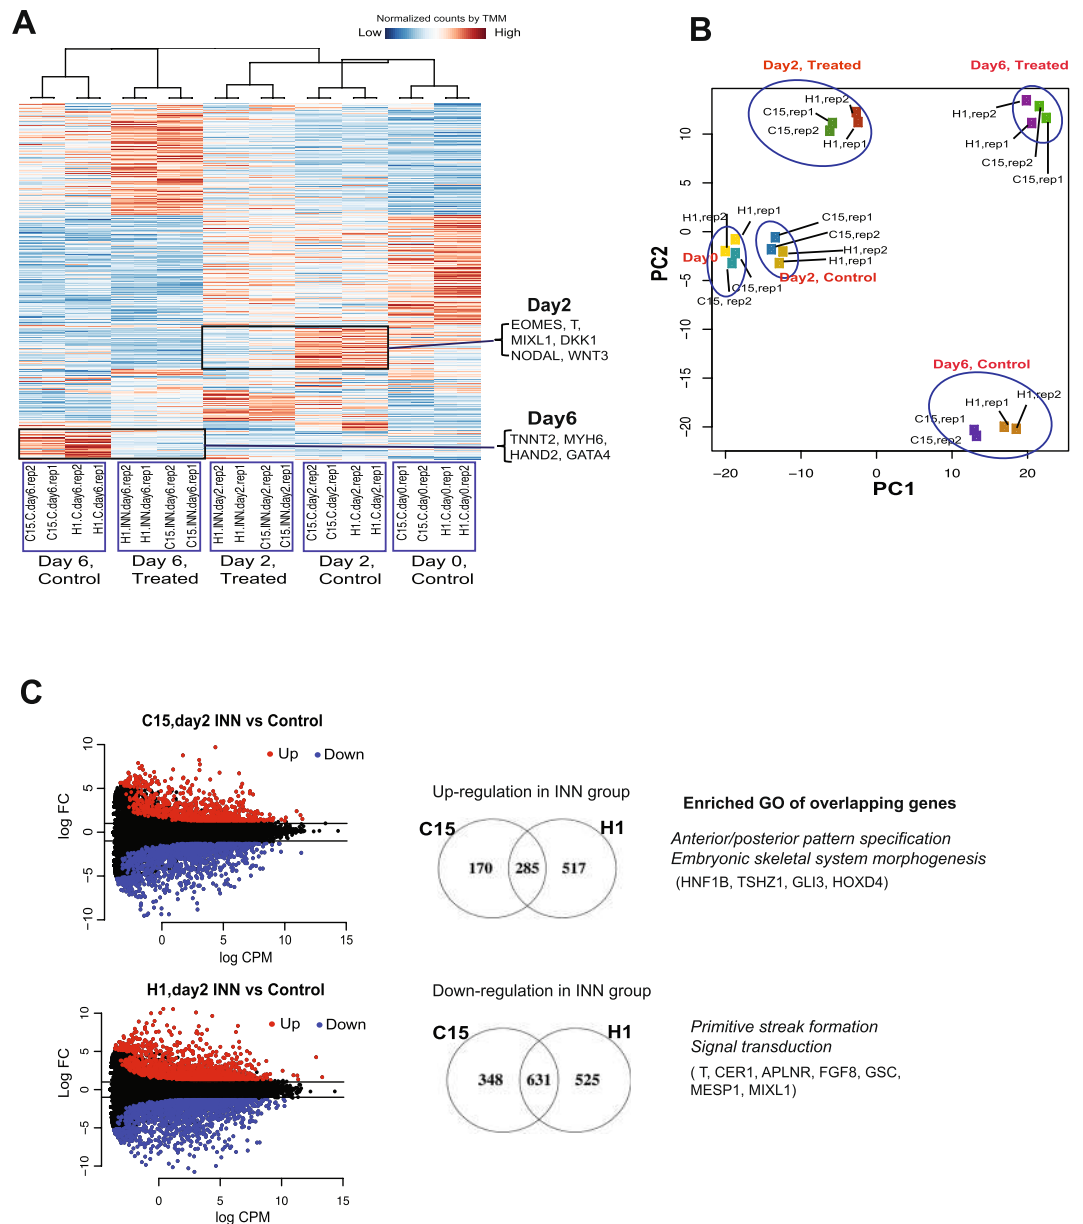 A
Normalized counts by TMM
Low
High
Day2
EOMES, T,
MIXL1, DKK1
NODAL, WNT3
Day6
TNNT2, MYH6,
HAND2, GATA4
C15.C.day6.rep2
C15.C.day6.rep1
H1.C.day6.rep2
H1.C.day6.rep1
H1.INN.day6.rep2
H1.INN.day6.rep1
C15.INN.day6.rep2
C15.INN.day6.rep1
H1.INN.day2.rep2
H1.INN.day2.rep1
C15.INN.day2.rep2
C15.INN.day2.rep1
C15.C.day2.rep2
C15.C.day2.rep1
H1.C.day2.rep2
H1.C.day2.rep1
C15.C.day0.rep1
C15.C.day0.rep2
H1.C.day0.rep1
H1.C.day0.rep2
Day 6,
Control
Day 6,
Treated
Day 2,
Treated
Day 2,
Control
Day 0,
Control
B
Day2, Treated
Day6, Treated
H1,rep2
C15,rep1
C15,rep2
H1,rep1
H1,rep2
H1,rep1
C15,rep2
C15,rep1
H1,rep2
H1,rep1
C15,rep1
C15,rep2
H1,rep2
H1,rep1
Day0
Day2, Control
C15,rep1
C15, rep2
Day6, Control
H1,rep1
H1,rep2
C15,rep1
C15,rep2
10
5
0
−5
−10
−15
−20
PC2
−20
−10
0
10
20
PC1
C
C15,day2 INN vs Control
Up
Down
10
5
0
−5
−10
log FC
0
5
10
15
log CPM
Up-regulation in INN group
C15
H1
170
285
517
Enriched GO of overlapping genes
Anterior/posterior pattern specification
Embryonic skeletal system morphogenesis
(HNF1B, TSHZ1, GLI3, HOXD4)
H1,day2 INN vs Control
Up
Down
10
5
0
−5
−10
Log FC
0
5
10
15
log CPM
Down-regulation in INN group
C15
H1
348
631
525
Primitive streak formation
Signal transduction
( T, CER1, APLNR, FGF8, GSC,
MESP1, MIXL1)